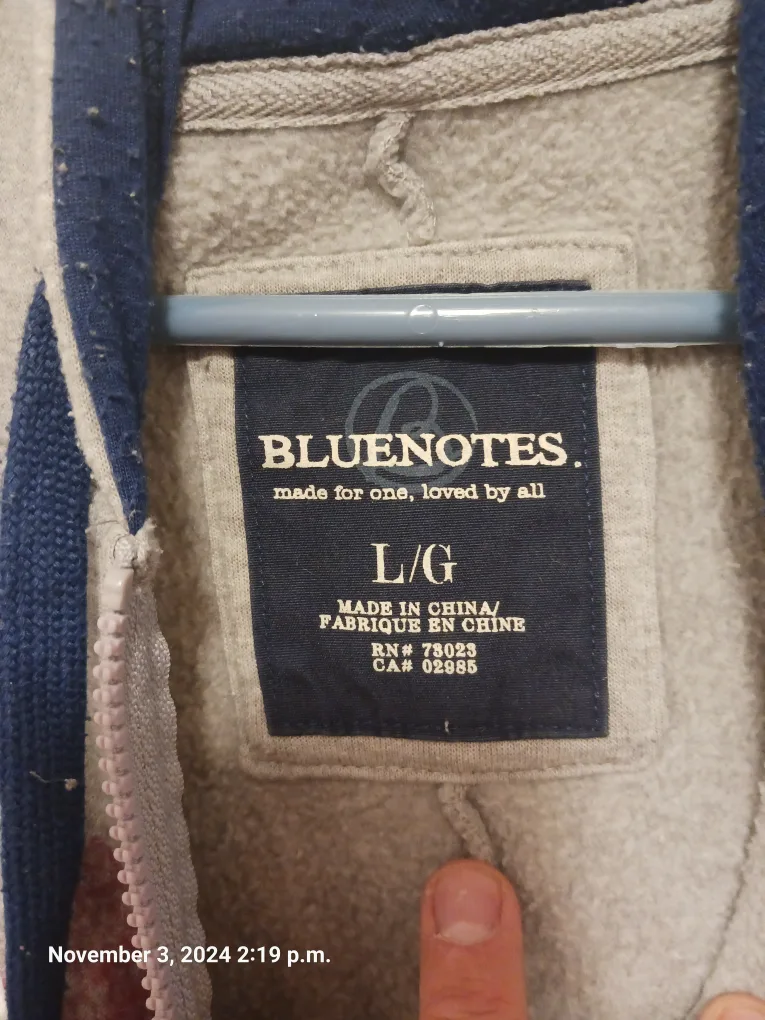 BLUENOTES.
made for one, loved by all
L/G
MADE IN CHINA/
FABRIQUE EN CHINE
RN# 73023
CA# 02985
November 3, 2024 2:19 p.m.